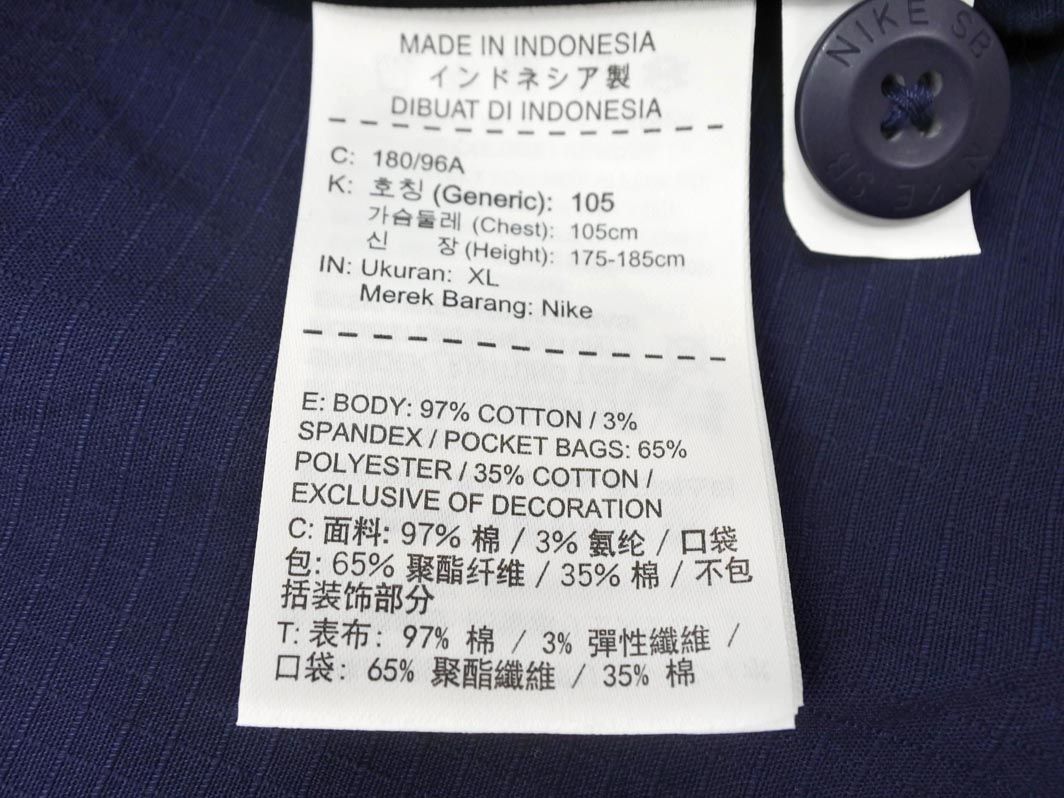 MADE IN INDONESIA
インドネシア製
DIBUAT DI INDONESIA
C: 180/96A
K: 호칭 (Generic): 105
가슴둘레 (Chest): 105cm
신 장 (Height): 175-185cm
IN: Ukuran: XL
Merek Barang: Nike
E: BODY: 97% COTTON / 3%
SPANDEX / POCKET BAGS: 65%
POLYESTER / 35% COTTON /
EXCLUSIVE OF DECORATION
C: 面料: 97% 棉 / 3% 氨纶 / 口袋
包: 65% 聚酯纤维 / 35% 棉 / 不包
括装饰部分
T: 表布: 97% 棉 / 3% 彈性纖維 /
口袋: 65% 聚酯纖維 / 35% 棉
NIKE SB
NIKE SB